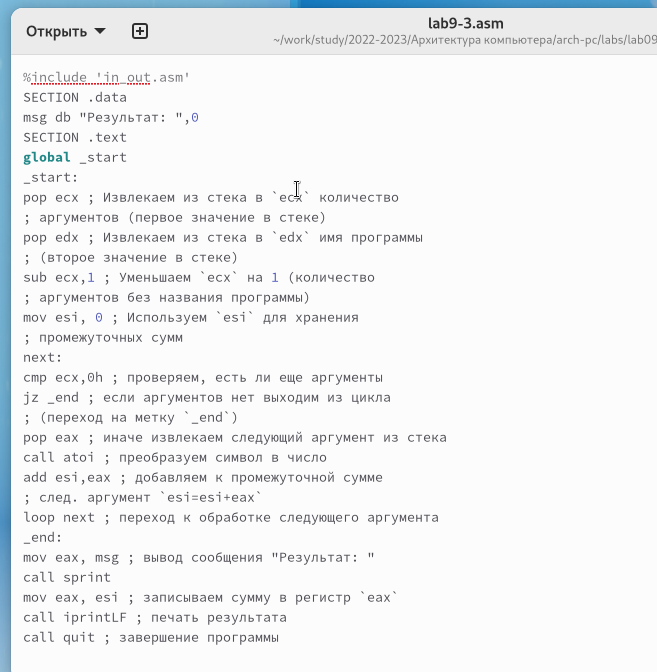 Открыть
lab9-3.asm
~/work/study/2022-2023/Архитектура компьютера/arch-pc/labs/lab09
%include 'in_out.asm'
SECTION .data
msg db "Результат: ",0
SECTION .text
global _start
_start:
pop ecx ; Извлекаем из стека в `ecx` количество
; аргументов (первое значение в стеке)
pop edx ; Извлекаем из стека в `edx` имя программы
; (второе значение в стеке)
sub ecx,1 ; Уменьшаем `ecx` на 1 (количество
; аргументов без названия программы)
mov esi, 0 ; Используем `esi` для хранения
; промежуточных сумм
next:
cmp ecx,0h ; проверяем, есть ли еще аргументы
jz _end ; если аргументов нет выходим из цикла
; (переход на метку `_end`)
pop eax ; иначе извлекаем следующий аргумент из стека
call atoi ; преобразуем символ в число
add esi,eax ; добавляем к промежуточной сумме
; след. аргумент `esi=esi+eax`
loop next ; переход к обработке следующего аргумента
_end:
mov eax, msg ; вывод сообщения "Результат: "
call sprint
mov eax, esi ; записываем сумму в регистр `eax`
call iprintLF ; печать результата
call quit ; завершение программы